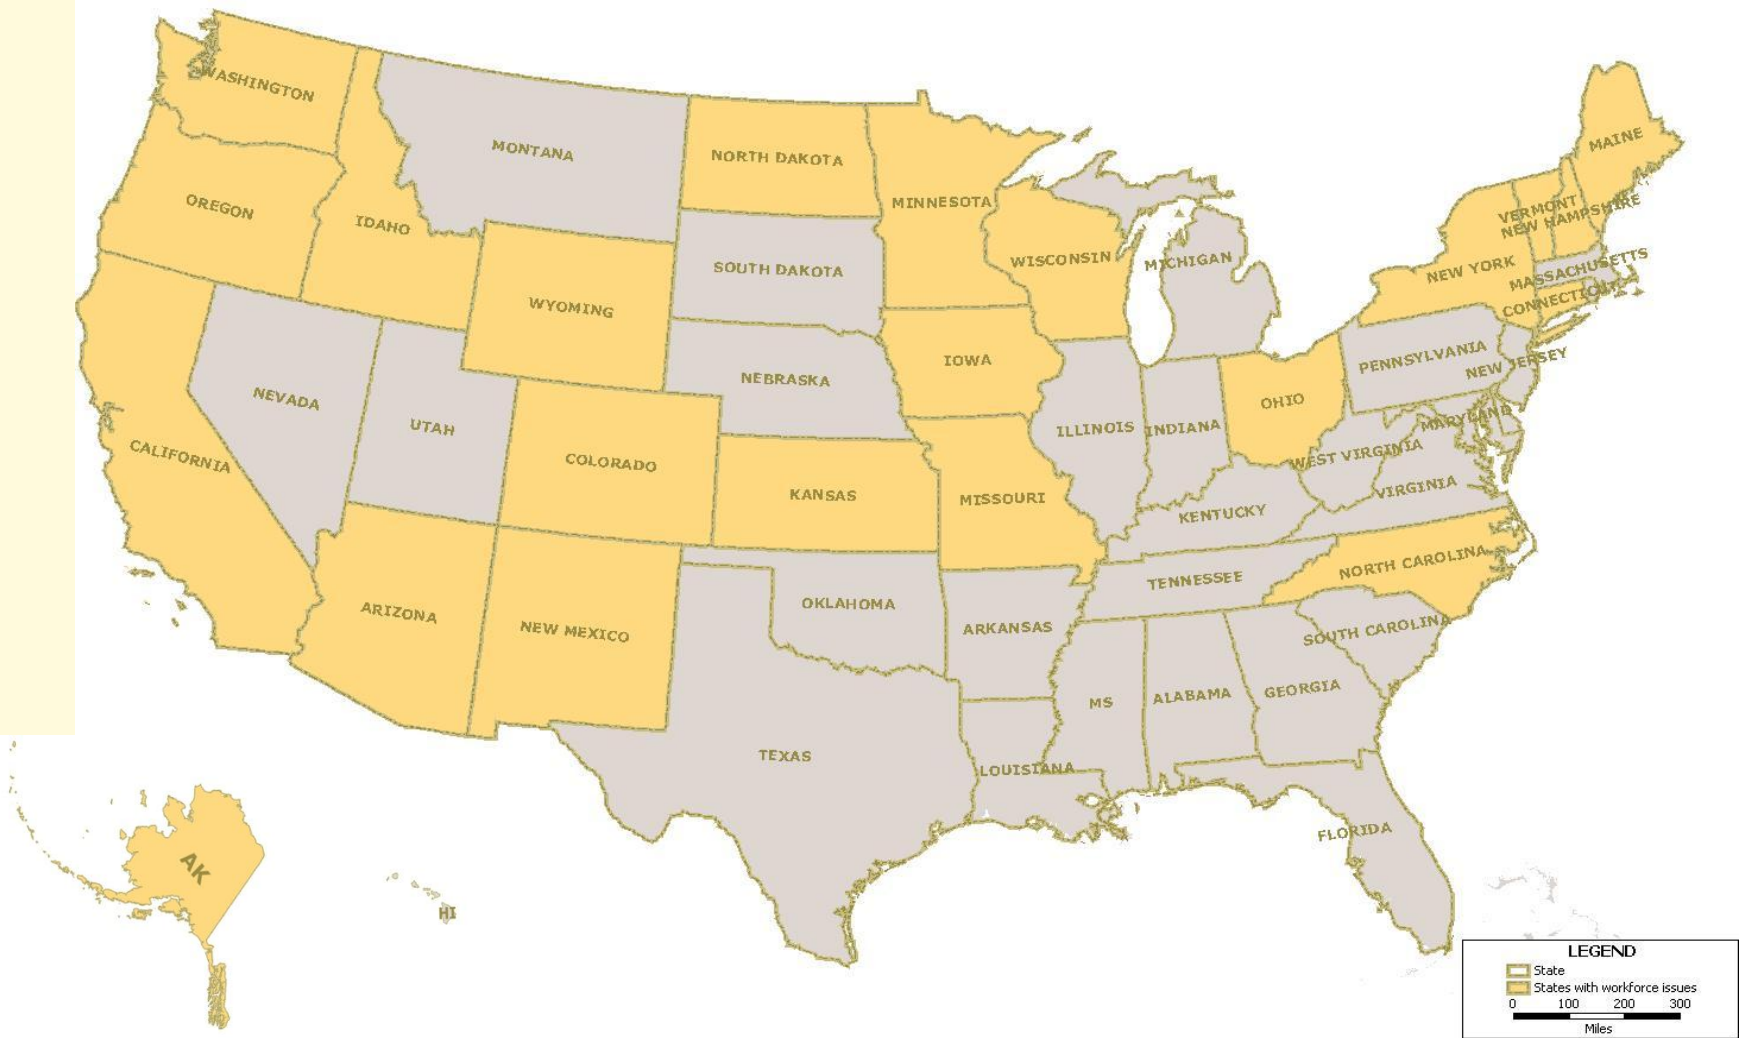 WASHINGTON
MONTANA
NORTH DAKOTA
MINNESOTA
MAINE
OREGON
IDAHO
VERMONT
NEW HAMPSHIRE
WISCONSIN
MICHIGAN
SOUTH DAKOTA
NEW YORK
MASSACHUSETTS
CONNECTICUT
WYOMING
IOWA
PENNSYLVANIA
NEW JERSEY
NEBRASKA
NEVADA
UTAH
OHIO
ILLINOIS
INDIANA
MARYLAND
CALIFORNIA
COLORADO
KANSAS
MISSOURI
WEST VIRGINIA
VIRGINIA
KENTUCKY
NORTH CAROLINA
TENNESSEE
ARIZONA
NEW MEXICO
OKLAHOMA
ARKANSAS
SOUTH CAROLINA
MS
ALABAMA
GEORGIA
TEXAS
LOUISIANA
FLORIDA
AK
HI
LEGEND
State
States with workforce issues
0 100 200 300
Miles